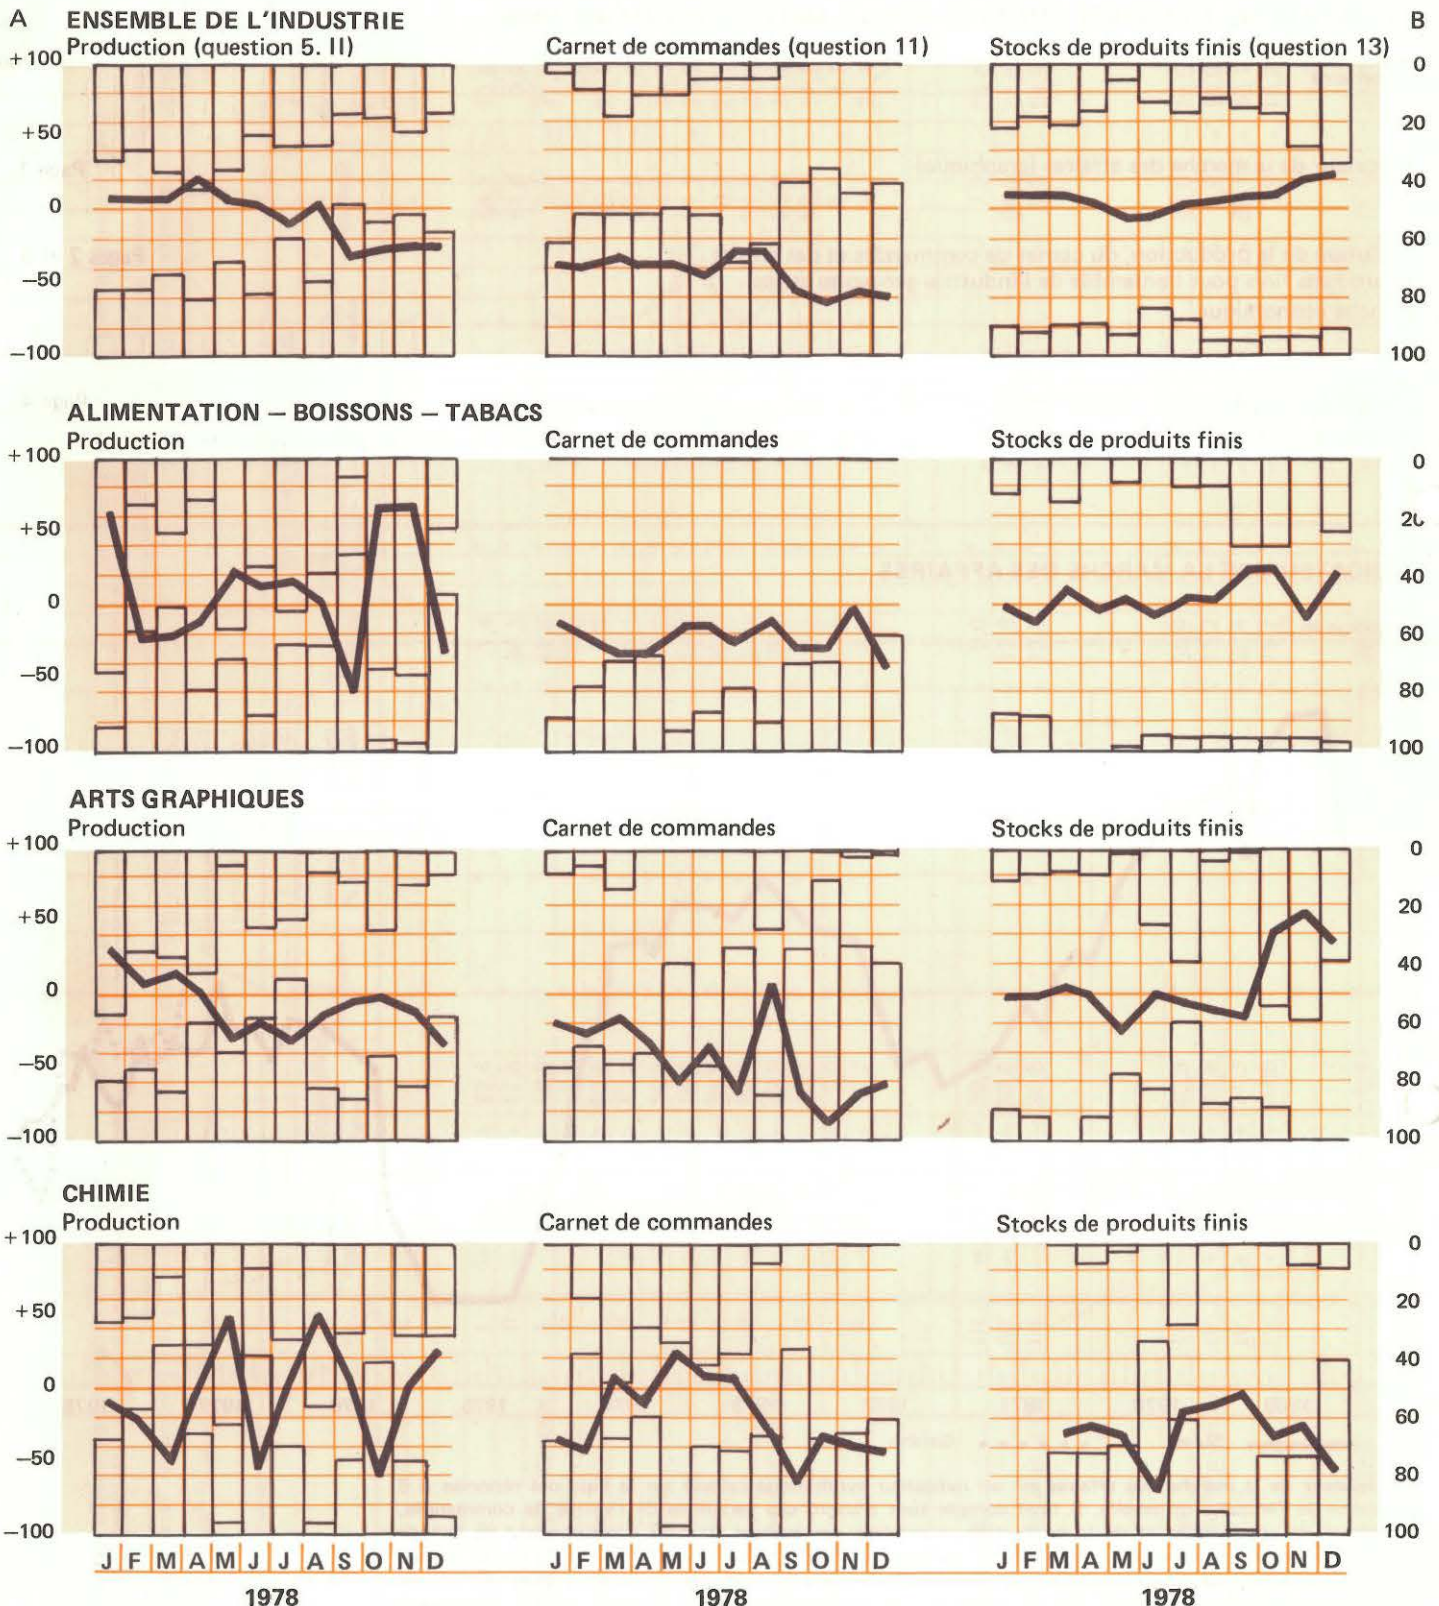 A ENSEMBLE DE L'INDUSTRIE B
Production (question 5. II) Carnet de commandes (question 11) Stocks de produits finis (question 13)
+100 0
+50 20
0 40
60
−50 80
−100 100
ALIMENTATION — BOISSONS — TABACS
Production Carnet de commandes Stocks de produits finis
+100 0
+50 20
0 40
60
−50 80
−100 100
ARTS GRAPHIQUES
Production Carnet de commandes Stocks de produits finis
+100 0
+50 20
0 40
60
−50 80
−100 100
CHIMIE
Production Carnet de commandes Stocks de produits finis
+100 0
+50 20
0 40
60
−50 80
−100 100
J F M A M J J A S O N D J F M A M J J A S O N D J F M A M J J A S O N D
1978 1978 1978